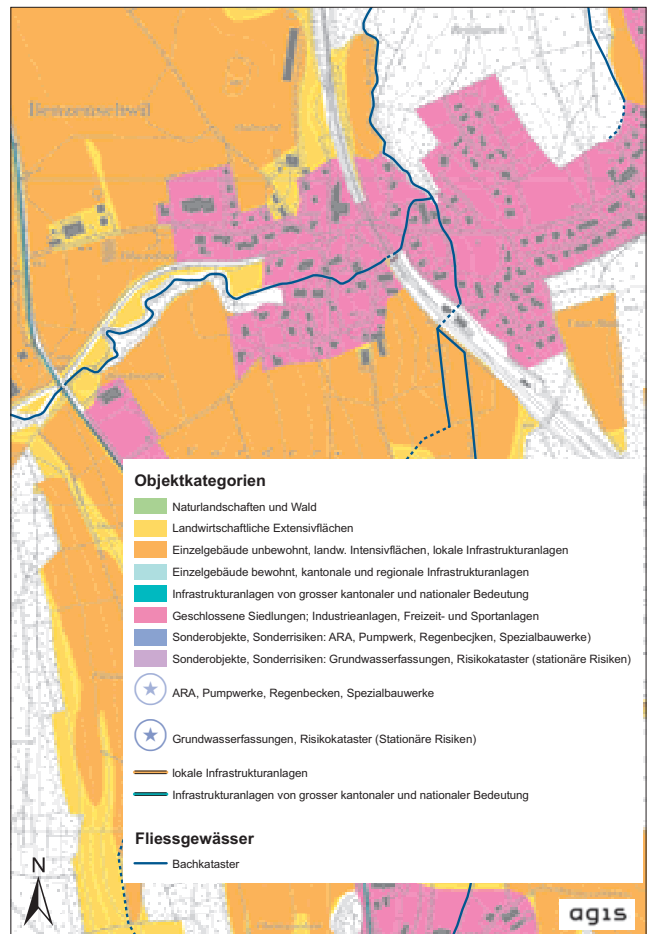 Objektkategorien
Naturlandschaften und Wald
Landwirtschaftliche Extensivflächen
Einzelgebäude unbewohnt, landw. Intensivflächen, lokale Infrastrukturanlagen
Einzelgebäude bewohnt, kantonale und regionale Infrastrukturanlagen
Infrastrukturanlagen von grosser kantonaler und nationaler Bedeutung
Geschlossene Siedlungen; Industrieanlagen, Freizeit- und Sportanlagen
Sonderobjekte, Sonderrisiken: ARA, Pumpwerk, Regenbecjken, Spezialbauwerke)
Sonderobjekte, Sonderrisiken: Grundwasserfassungen, Risikokataster (stationäre Risiken)
ARA, Pumpwerke, Regenbecken, Spezialbauwerke
Grundwasserfassungen, Risikokataster (Stationäre Risiken)
lokale Infrastrukturanlagen
Infrastrukturanlagen von grosser kantonaler und nationaler Bedeutung
Fliessgewässer
Bachkataster
N
agis